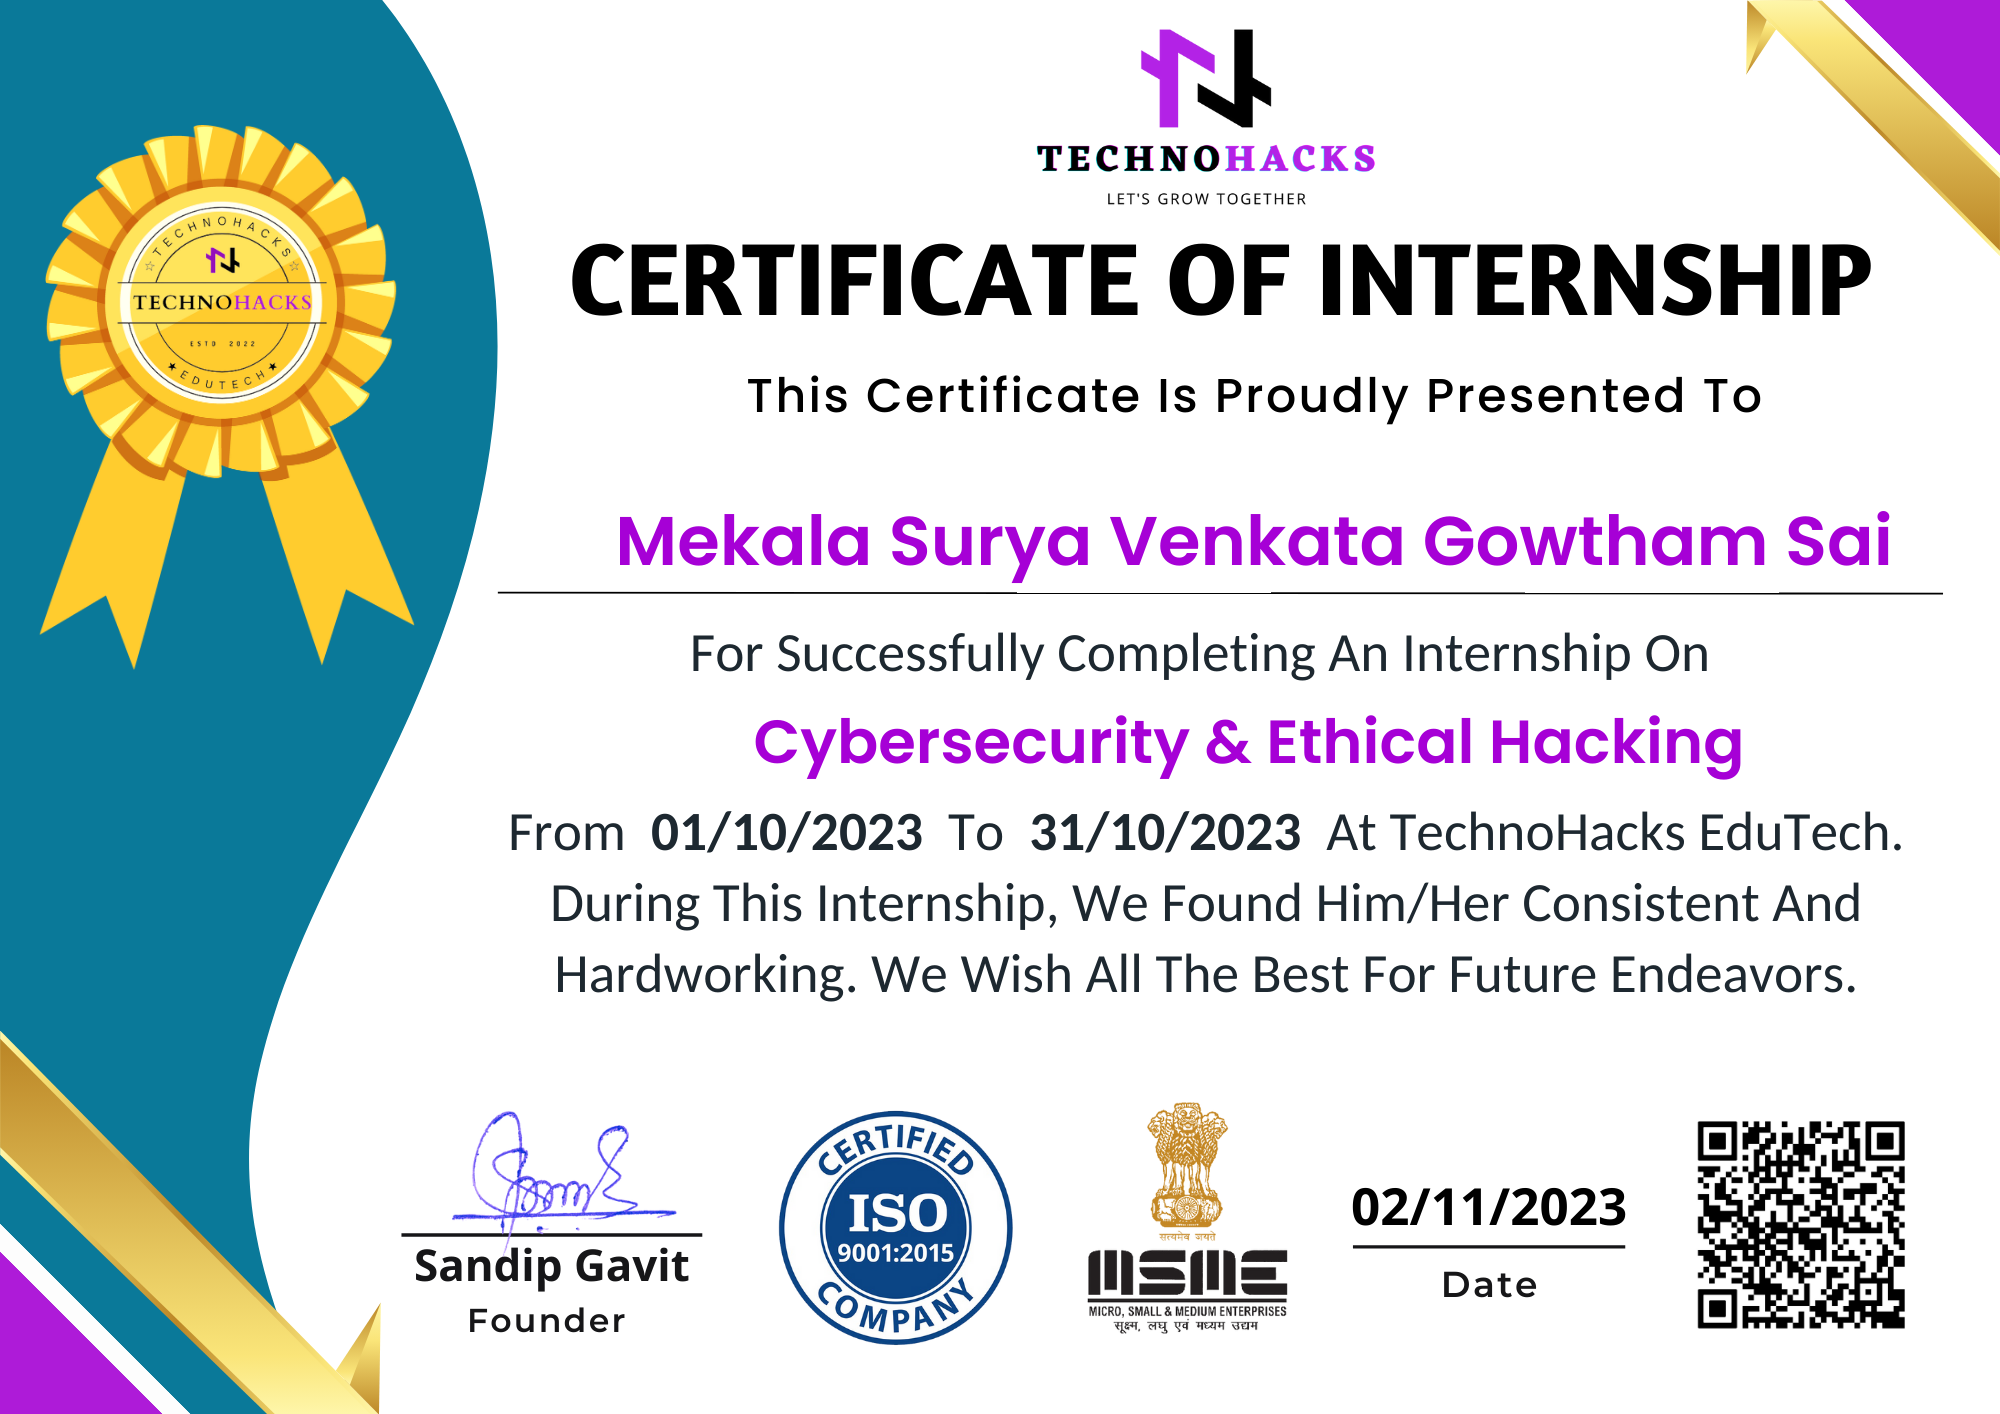 TECHNOHACKS
LET'S GROW TOGETHER
CERTIFICATE OF INTERNSHIP
This Certificate Is Proudly Presented To
TECHNOHACKS
TECHNOHACKS
ESTD 2022
EDUTECH
Mekala Surya Venkata Gowtham Sai
For Successfully Completing An Internship On
Cybersecurity & Ethical Hacking
From 01/10/2023 To 31/10/2023 At TechnoHacks EduTech.
During This Internship, We Found Him/Her Consistent And
Hardworking. We Wish All The Best For Future Endeavors.
Sandip Gavit
Founder
CERTIFIED
ISO
9001:2015
COMPANY
सत्यमेव जयते
MSME
MICRO, SMALL & MEDIUM ENTERPRISES
सूक्ष्म, लघु एवं मध्यम उद्यम
02/11/2023
Date